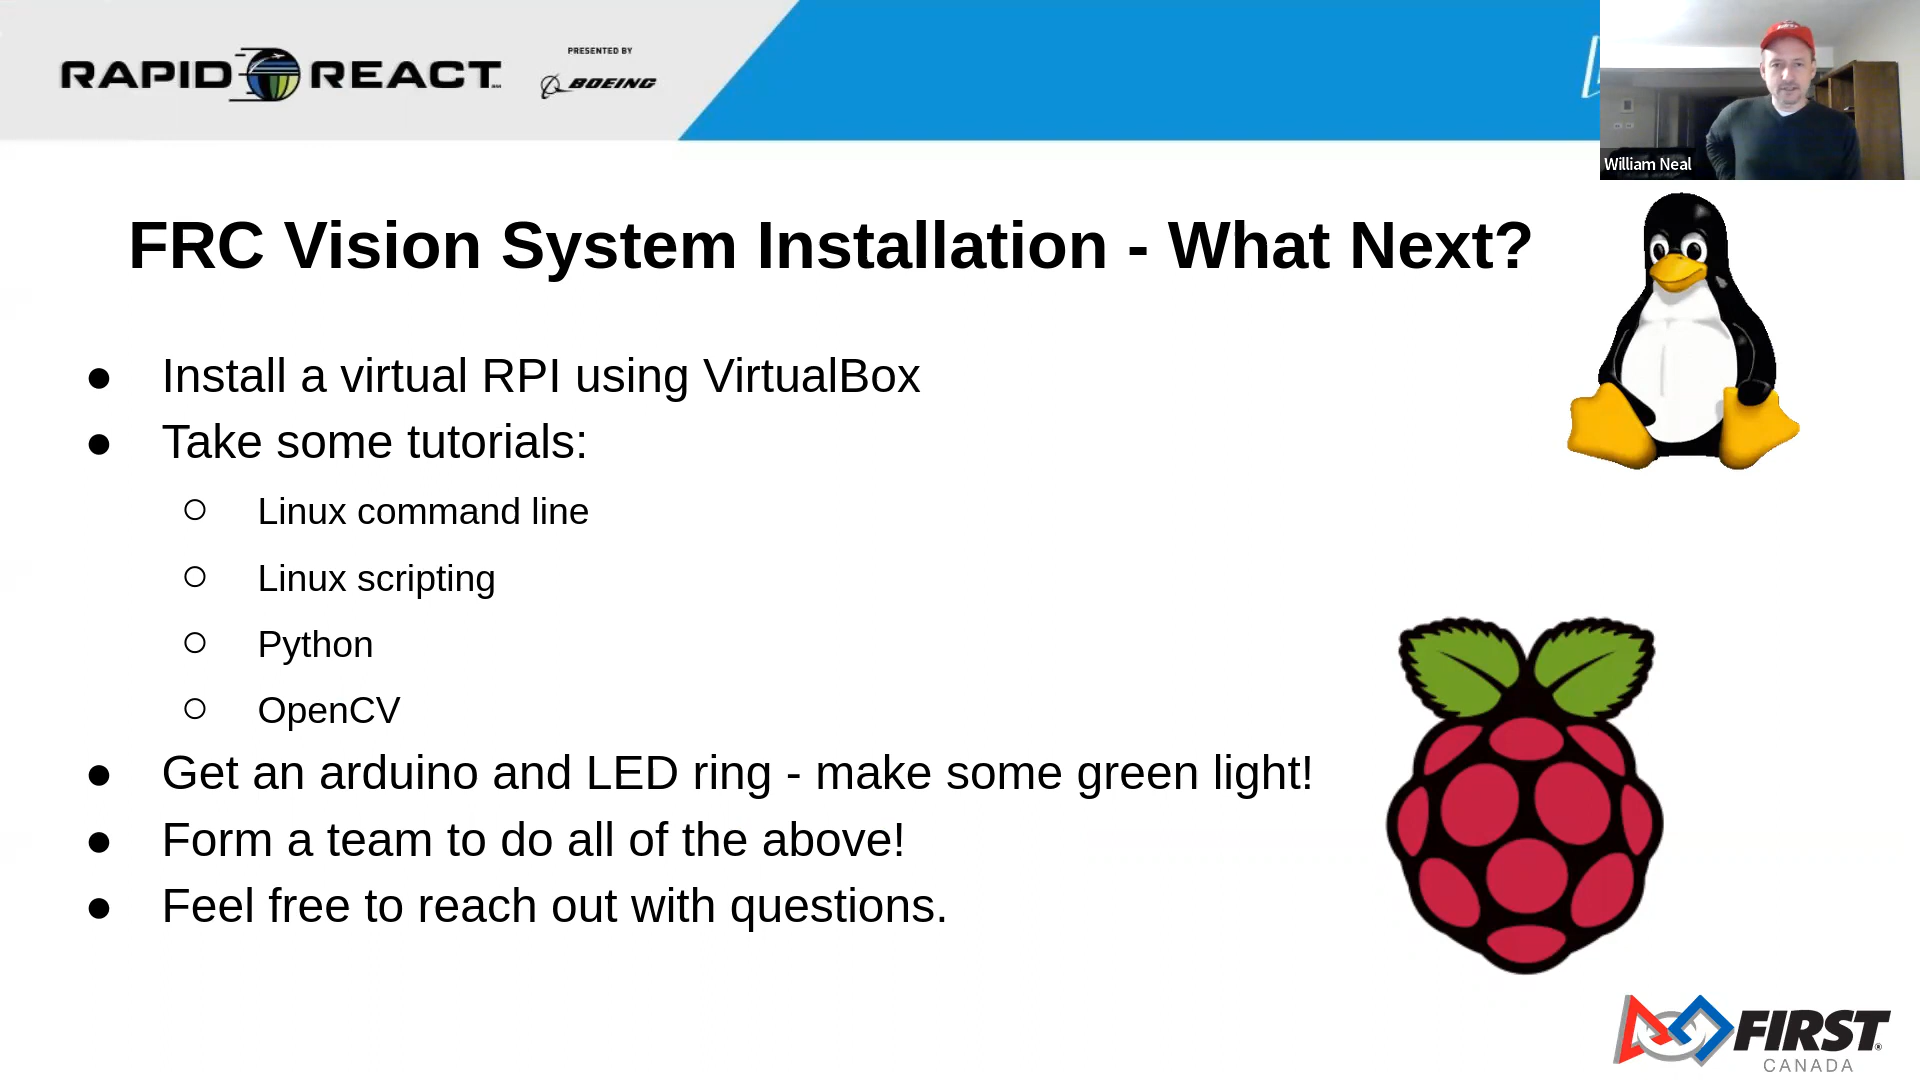 RAPID REACT
PRESENTED BY
BOEING
William Neal
FRC Vision System Installation - What Next?
● Install a virtual RPI using VirtualBox
● Take some tutorials:
○ Linux command line
○ Linux scripting
○ Python
○ OpenCV
● Get an arduino and LED ring - make some green light!
● Form a team to do all of the above!
● Feel free to reach out with questions.
FIRST®
CANADA